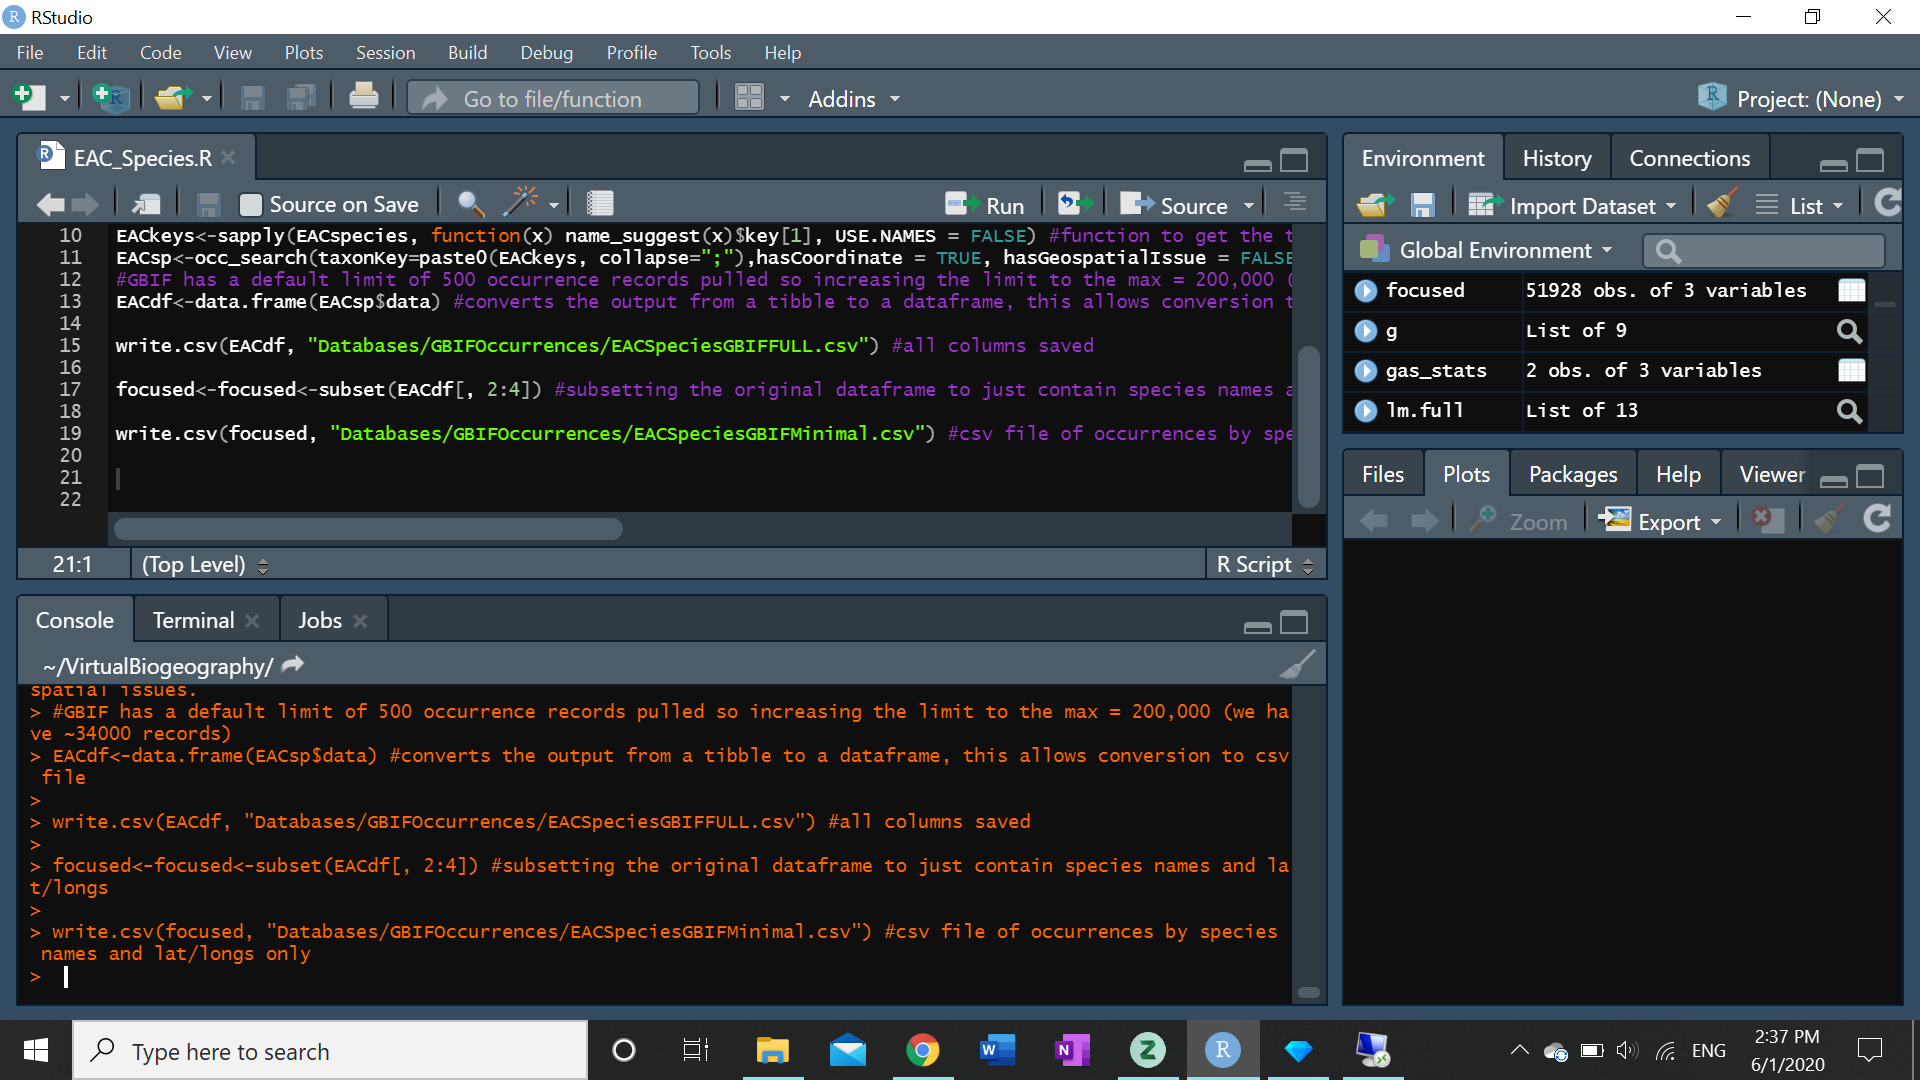 RStudio
File Edit Code View Plots Session Build Debug Profile Tools Help
Go to file/function Addins Project: (None)
EAC_Species.R
Source on Save Run Source
10 EACkeys<-sapply(EACspecies, function(x) name_suggest(x)$key[1], USE.NAMES = FALSE) #function to get the t
11 EACsp<-occ_search(taxonKey=paste0(EACkeys, collapse=";"),hasCoordinate = TRUE, hasGeospatialIssue = FALSE
12 #GBIF has a default limit of 500 occurrence records pulled so increasing the limit to the max = 200,000 (
13 EACdf<-data.frame(EACsp$data) #converts the output from a tibble to a dataframe, this allows conversion t
14
15 write.csv(EACdf, "Databases/GBIFOccurrences/EACSpeciesGBIFFULL.csv") #all columns saved
16
17 focused<-focused<-subset(EACdf[, 2:4]) #subsetting the original dataframe to just contain species names a
18
19 write.csv(focused, "Databases/GBIFOccurrences/EACSpeciesGBIFMinimal.csv") #csv file of occurrences by spe
20
21
22
21:1 (Top Level) R Script
Console Terminal Jobs
~/VirtualBiogeography/
spatial issues.
> #GBIF has a default limit of 500 occurrence records pulled so increasing the limit to the max = 200,000 (we ha
ve ~34000 records)
> EACdf<-data.frame(EACsp$data) #converts the output from a tibble to a dataframe, this allows conversion to csv
file
>
> write.csv(EACdf, "Databases/GBIFOccurrences/EACSpeciesGBIFFULL.csv") #all columns saved
>
> focused<-focused<-subset(EACdf[, 2:4]) #subsetting the original dataframe to just contain species names and la
t/longs
>
> write.csv(focused, "Databases/GBIFOccurrences/EACSpeciesGBIFMinimal.csv") #csv file of occurrences by species
names and lat/longs only
>
Environment History Connections
Import Dataset List
Global Environment
focused 51928 obs. of 3 variables
g List of 9
gas_stats 2 obs. of 3 variables
lm.full List of 13
Files Plots Packages Help Viewer
Zoom Export
Type here to search
ENG
2:37 PM
6/1/2020